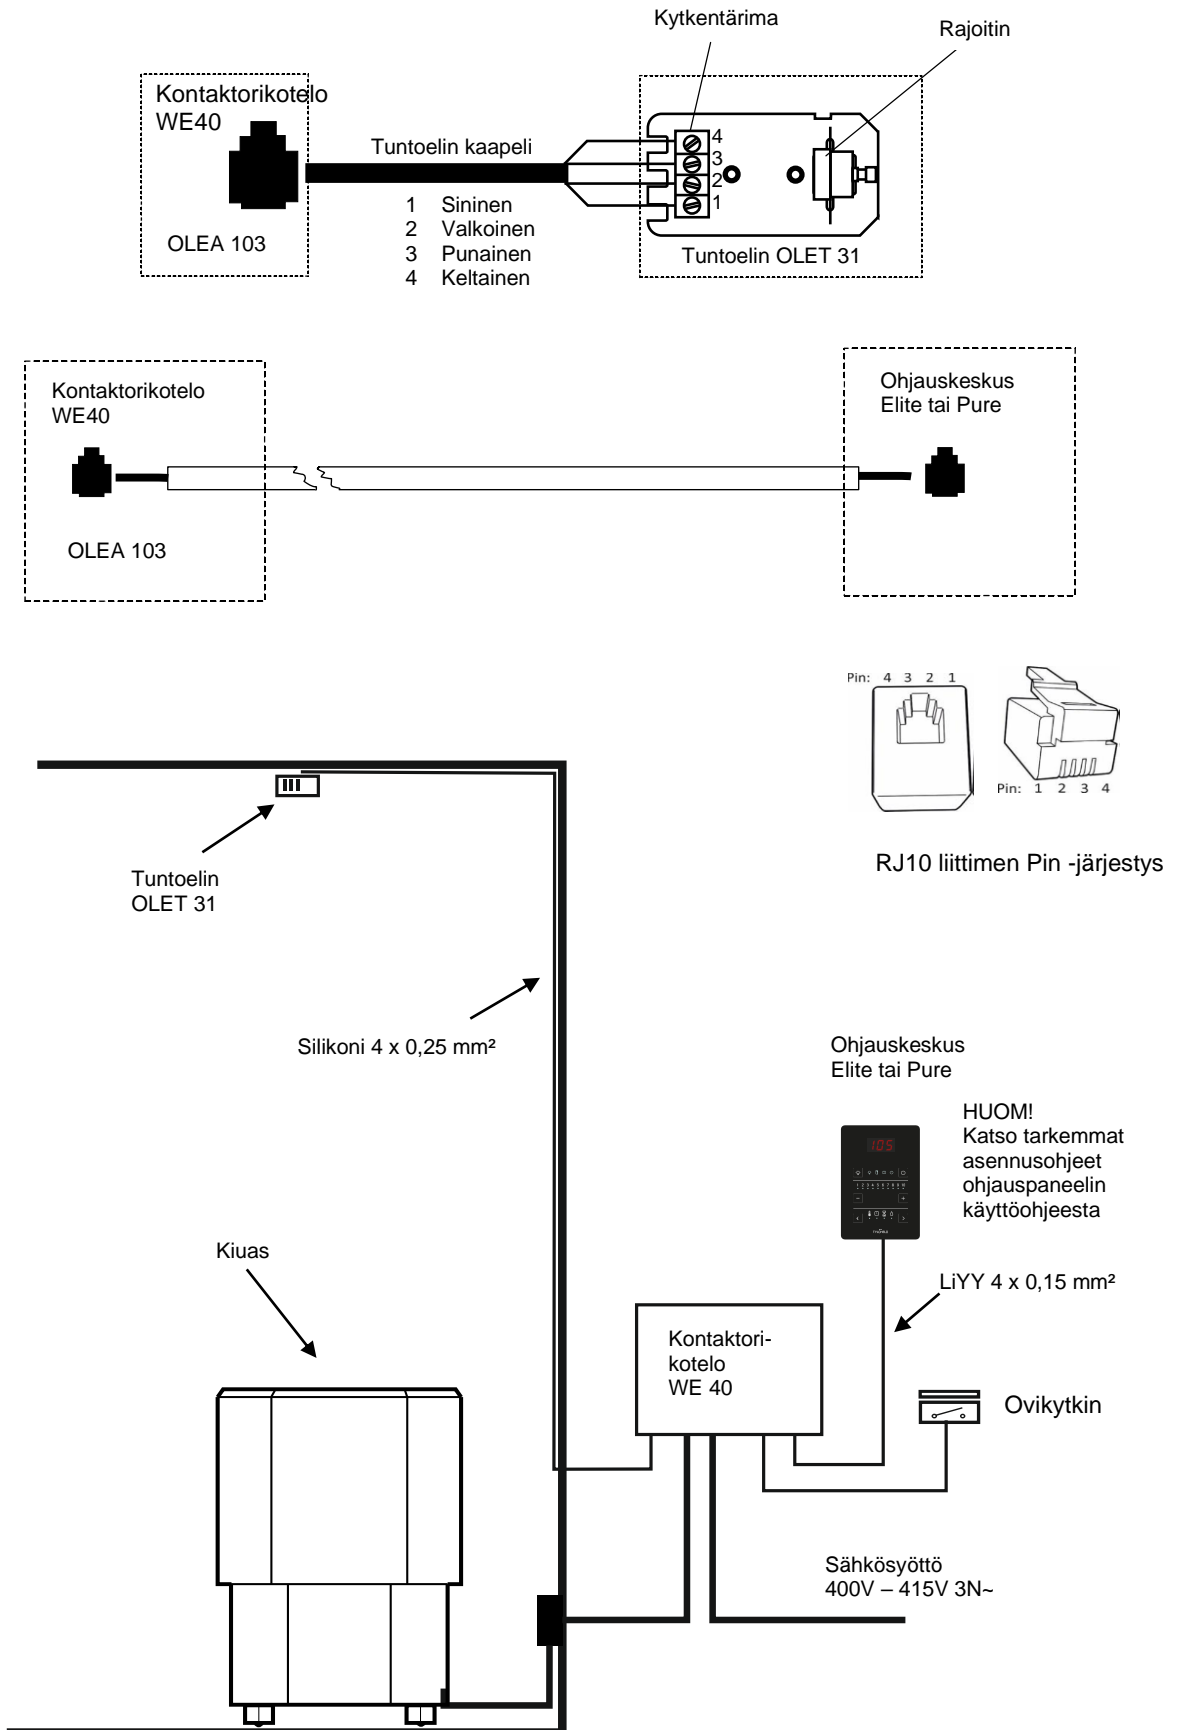 Kytkentärima
Rajoitin
Kontaktorikotelo
WE40
Tuntoelin kaapeli
4
3
2
1
1 Sininen
2 Valkoinen
3 Punainen
4 Keltainen
OLEA 103
Tuntoelin OLET 31
Kontaktorikotelo
WE40
OLEA 103
Ohjauskeskus
Elite tai Pure
Pin: 4 3 2 1
Pin: 1 2 3 4
RJ10 liittimen Pin -järjestys
Tuntoelin
OLET 31
Silikoni 4 x 0,25 mm²
Ohjauskeskus
Elite tai Pure
105
HUOM!
Katso tarkemmat
asennusohjeet
ohjauspaneelin
käyttöohjeesta
Kiuas
LiYY 4 x 0,15 mm²
Kontaktori-
kotelo
WE 40
Ovikytkin
Sähkösyöttö
400V – 415V 3N~